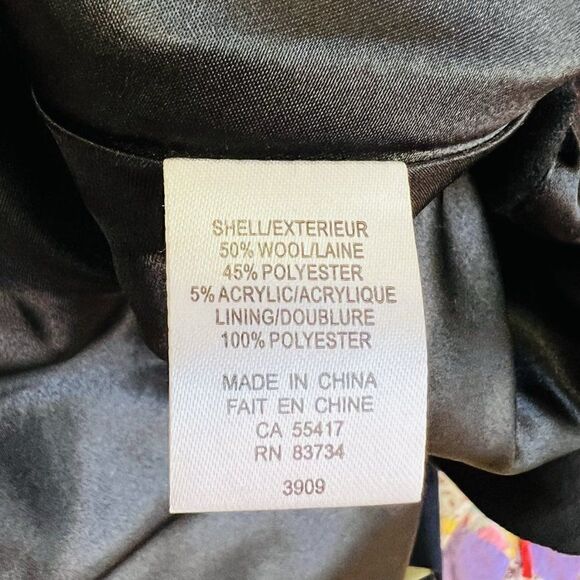 SHELL/EXTERIEUR
50% WOOL/LAINE
45% POLYESTER
5% ACRYLIC/ACRYLIQUE
LINING/DOUBLURE
100% POLYESTER
MADE IN CHINA
FAIT EN CHINE
CA 55417
RN 83734
3909